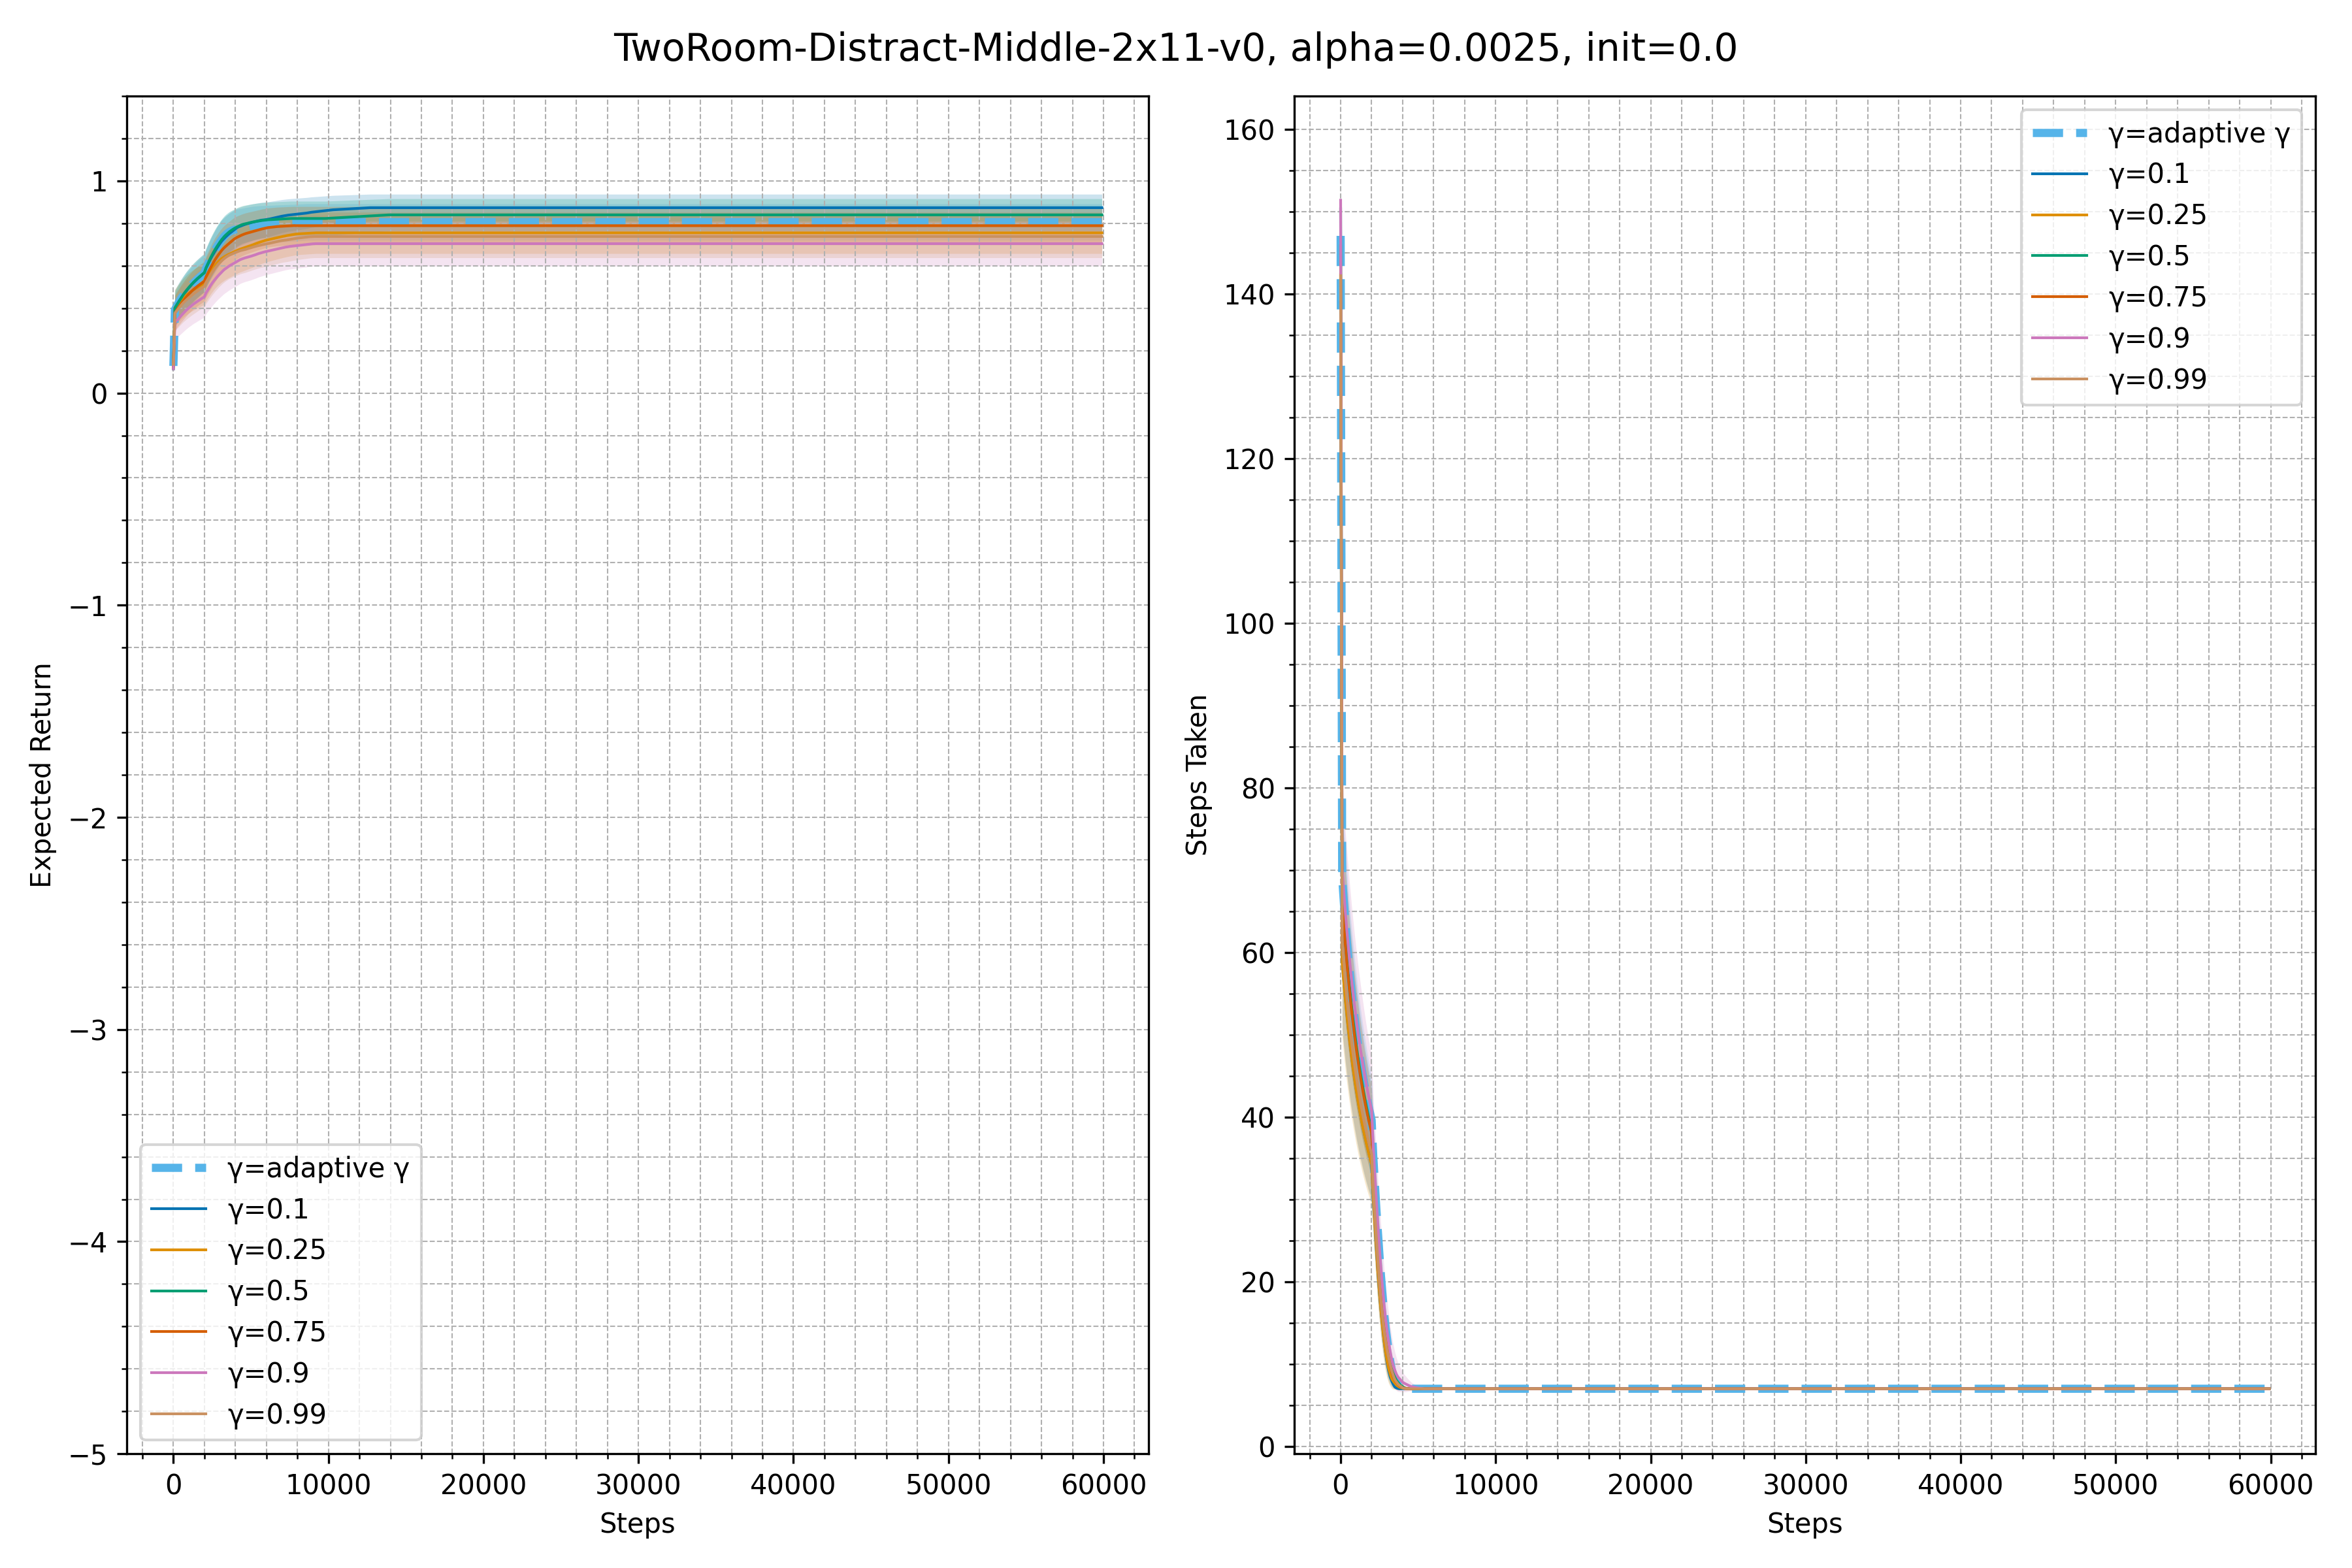 TwoRoom-Distract-Middle-2x11-v0, alpha=0.0025, init=0.0
Expected Return
1
0
−1
−2
−3
−4
−5
γ=adaptive γ
γ=0.1
γ=0.25
γ=0.5
γ=0.75
γ=0.9
γ=0.99
0 10000 20000 30000 40000 50000 60000
Steps
Steps Taken
160
140
120
100
80
60
40
20
0
γ=adaptive γ
γ=0.1
γ=0.25
γ=0.5
γ=0.75
γ=0.9
γ=0.99
0 10000 20000 30000 40000 50000 60000
Steps